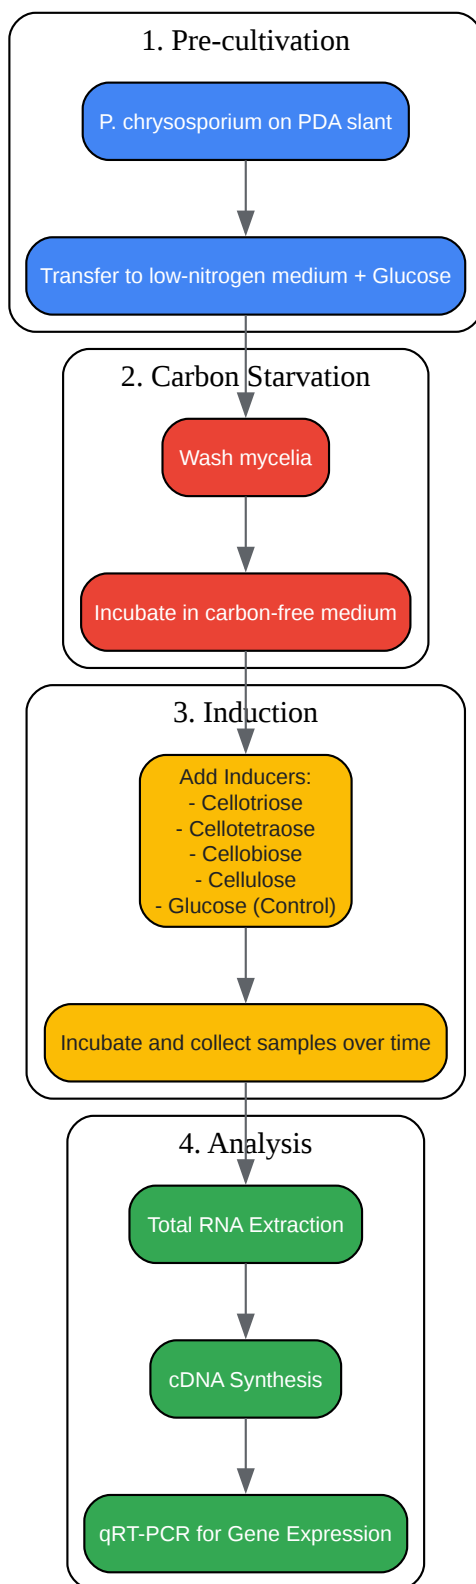 1. Pre-cultivation
P. chrysosporium on PDA slant
Transfer to low-nitrogen medium + Glucose
2. Carbon Starvation
Wash mycelia
Incubate in carbon-free medium
3. Induction
Add Inducers:
- Cellotriose
- Cellotetraose
- Cellobiose
- Cellulose
- Glucose (Control)
Incubate and collect samples over time
4. Analysis
Total RNA Extraction
cDNA Synthesis
qRT-PCR for Gene Expression